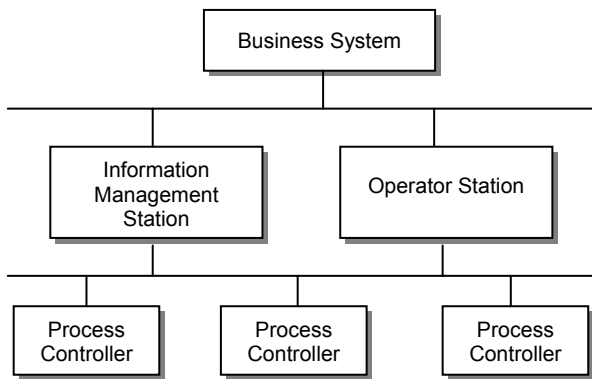 Business System
Information
Management
Station
Operator Station
Process
Controller
Process
Controller
Process
Controller